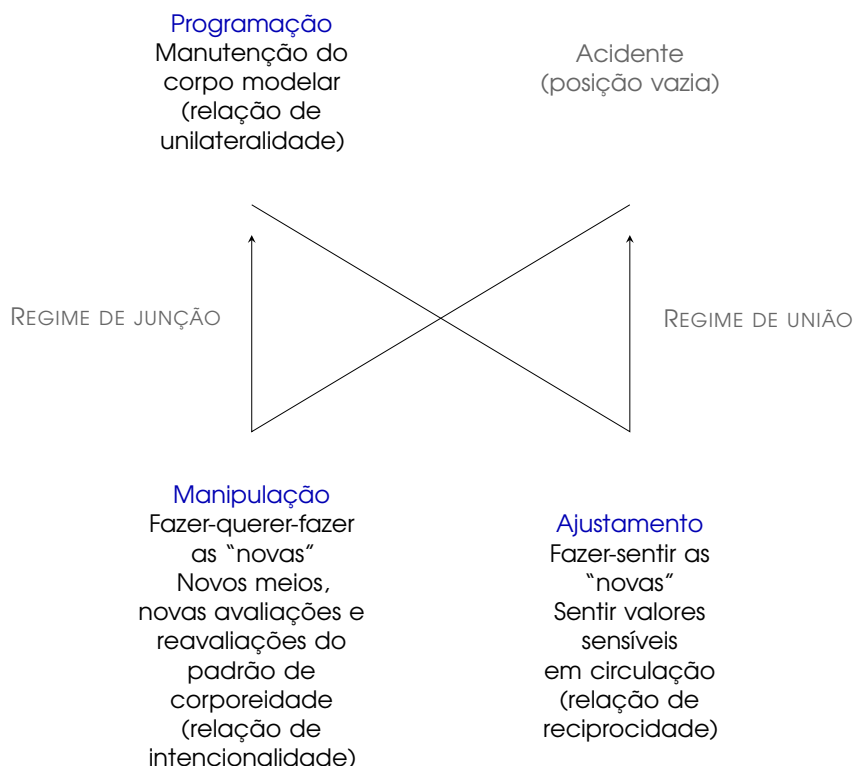 Programação
Manutenção do
corpo modelar
(relação de
unilateralidade)
Acidente
(posição vazia)
REGIME DE JUNÇÃO
REGIME DE UNIÃO
Manipulação
Fazer-querer-fazer
as “novas”
Novos meios,
novas avaliações e
reavaliações do
padrão de
corporeidade
(relação de
intencionalidade)
Ajustamento
Fazer-sentir as
“novas”
Sentir valores
sensíveis
em circulação
(relação de
reciprocidade)